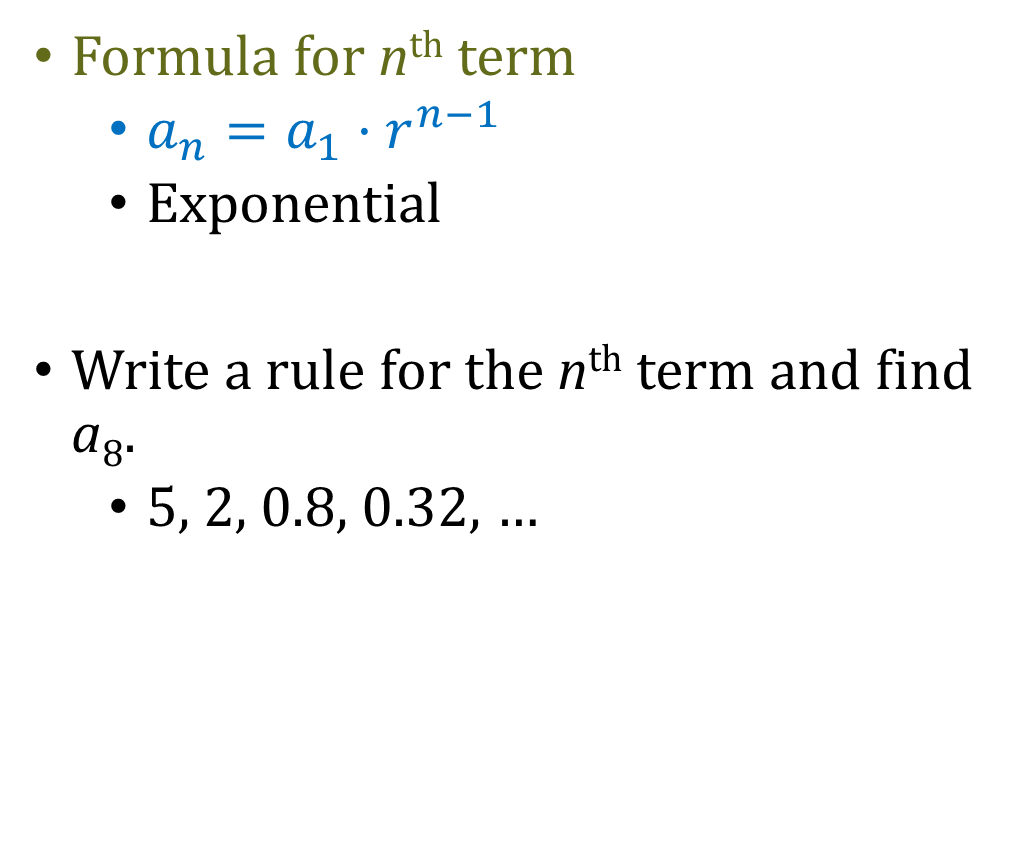 • Formula for nᵗʰ term
• aₙ = a₁ · rⁿ⁻¹
• Exponential
• Write a rule for the nᵗʰ term and find
a₈.
• 5, 2, 0.8, 0.32, …